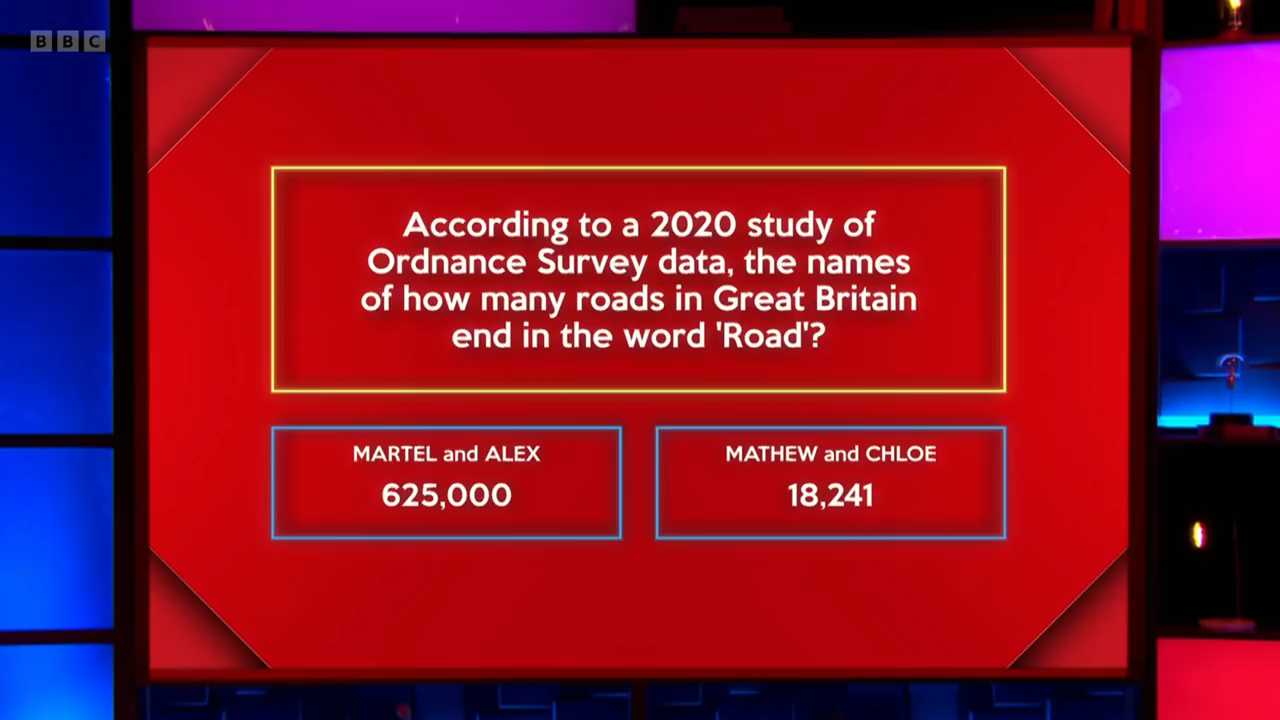 BBC
According to a 2020 study of
Ordnance Survey data, the names
of how many roads in Great Britain
end in the word 'Road'?
MARTEL and ALEX
625,000
MATHEW and CHLOE
18,241